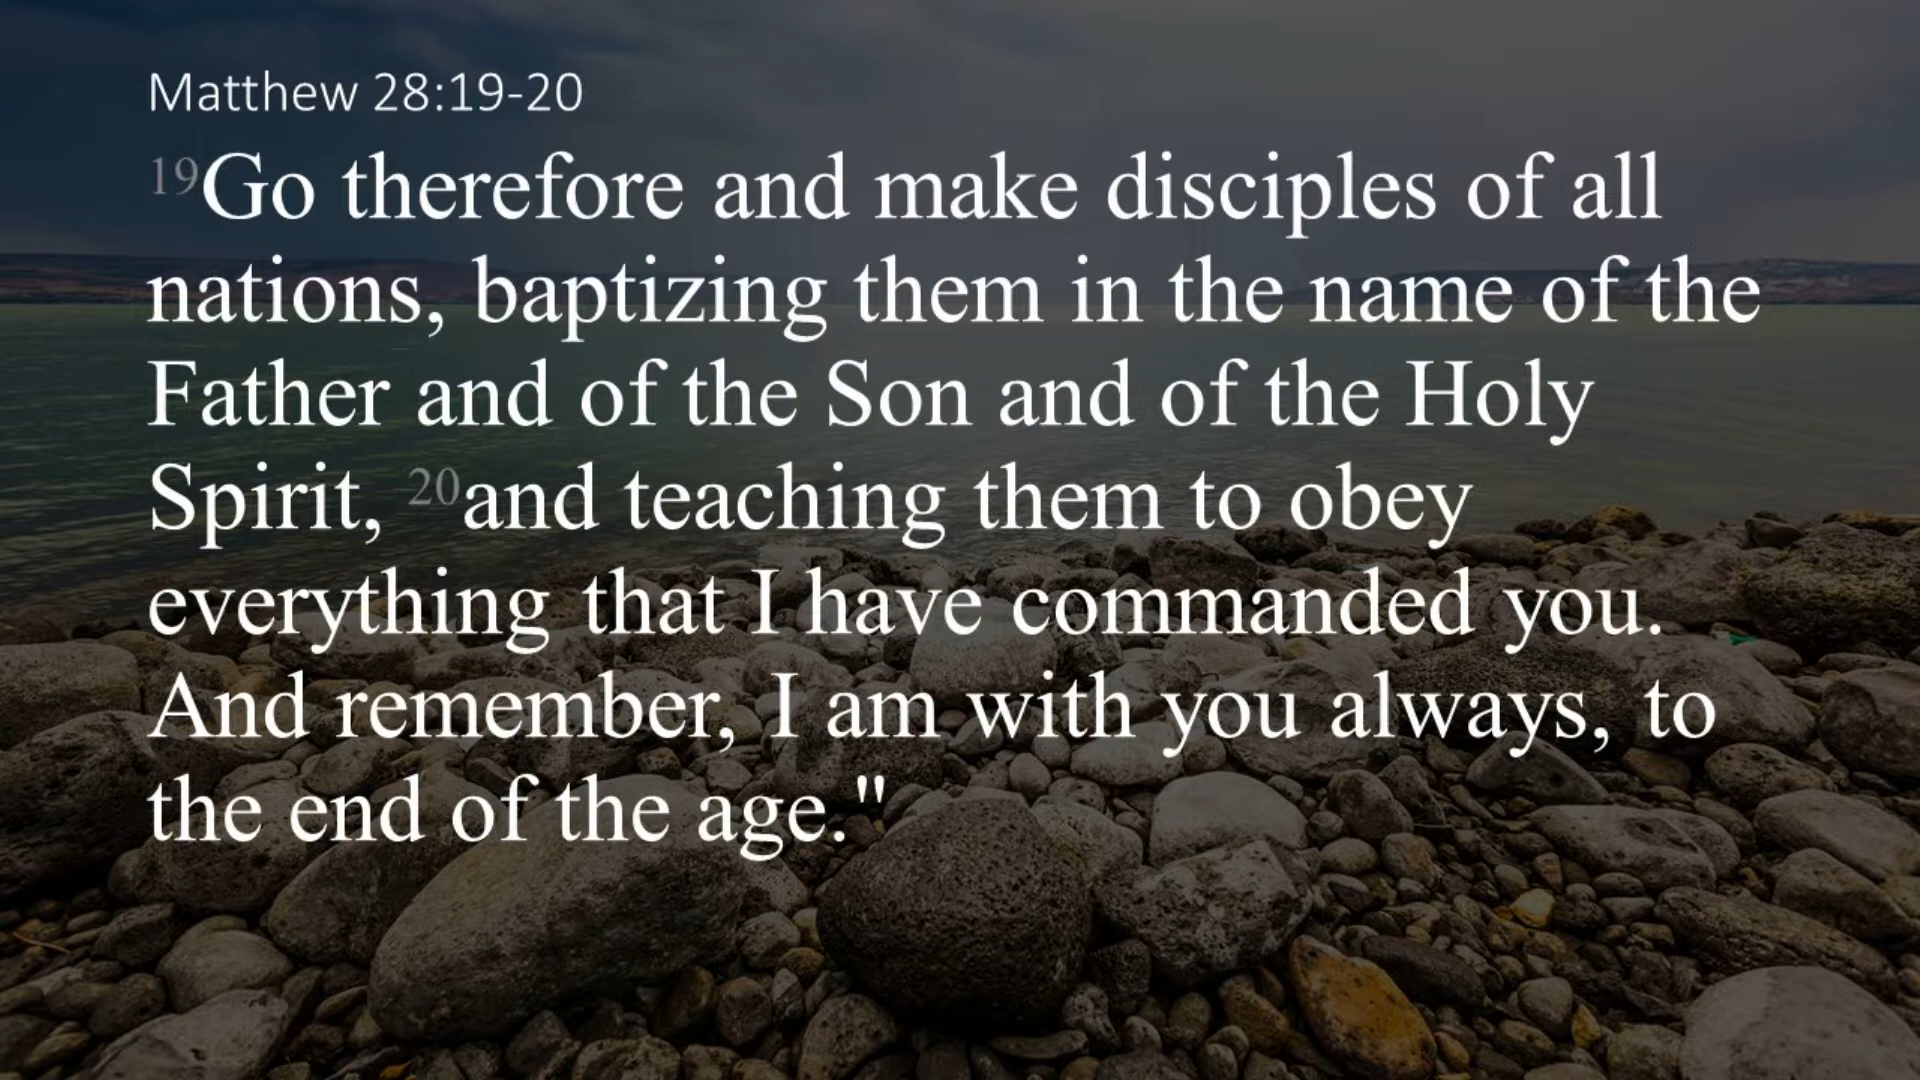 Matthew 28:19-20
19Go therefore and make disciples of all
nations, baptizing them in the name of the
Father and of the Son and of the Holy
Spirit, 20and teaching them to obey
everything that I have commanded you.
And remember, I am with you always, to
the end of the age."